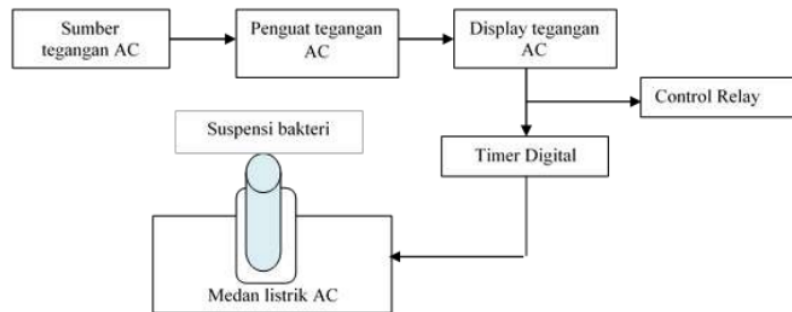 Sumber
tegangan AC
Penguat tegangan
AC
Display tegangan
AC
Control Relay
Suspensi bakteri
Timer Digital
Medan listrik AC